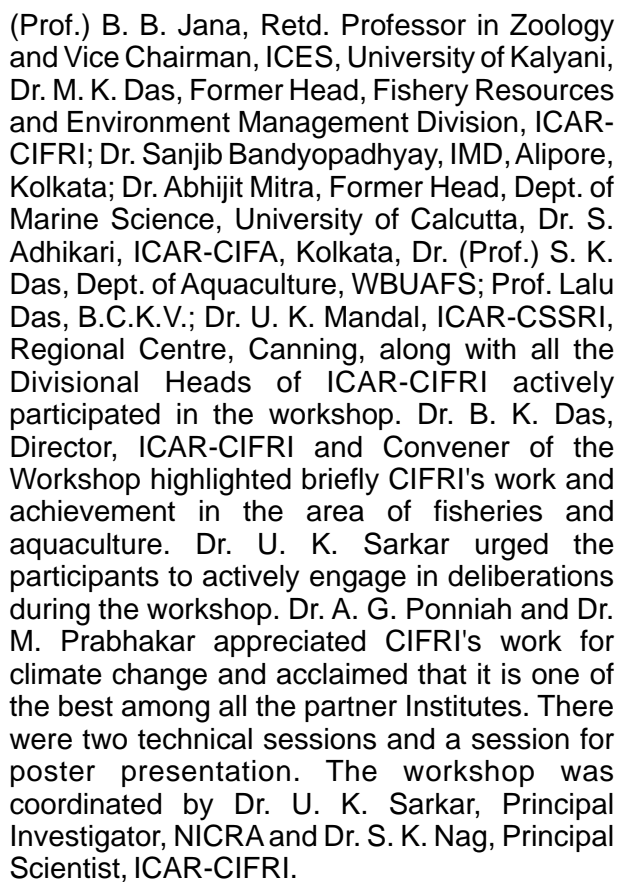 (Prof.) B. B. Jana, Retd. Professor in Zoology
and Vice Chairman, ICES, University of Kalyani,
Dr. M. K. Das, Former Head, Fishery Resources
and Environment Management Division, ICAR-
CIFRI; Dr. Sanjib Bandyopadhyay, IMD, Alipore,
Kolkata; Dr. Abhijit Mitra, Former Head, Dept. of
Marine Science, University of Calcutta, Dr. S.
Adhikari, ICAR-CIFA, Kolkata, Dr. (Prof.) S. K.
Das, Dept. of Aquaculture, WBUAFS; Prof. Lalu
Das, B.C.K.V.; Dr. U. K. Mandal, ICAR-CSSRI,
Regional Centre, Canning, along with all the
Divisional Heads of ICAR-CIFRI actively
participated in the workshop. Dr. B. K. Das,
Director, ICAR-CIFRI and Convener of the
Workshop highlighted briefly CIFRI's work and
achievement in the area of fisheries and
aquaculture. Dr. U. K. Sarkar urged the
participants to actively engage in deliberations
during the workshop. Dr. A. G. Ponniah and Dr.
M. Prabhakar appreciated CIFRI's work for
climate change and acclaimed that it is one of
the best among all the partner Institutes. There
were two technical sessions and a session for
poster presentation. The workshop was
coordinated by Dr. U. K. Sarkar, Principal
Investigator, NICRA and Dr. S. K. Nag, Principal
Scientist, ICAR-CIFRI.